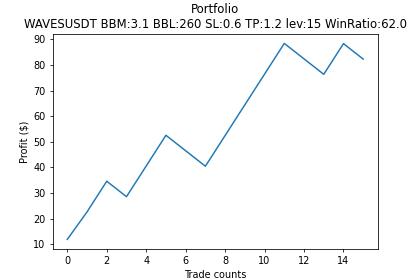 Portfolio
WAVESUSDT BBM:3.1 BBL:260 SL:0.6 TP:1.2 lev:15 WinRatio:62.0
90
80
70
60
50
40
30
20
10
Profit ($)
0 2 4 6 8 10 12 14
Trade counts